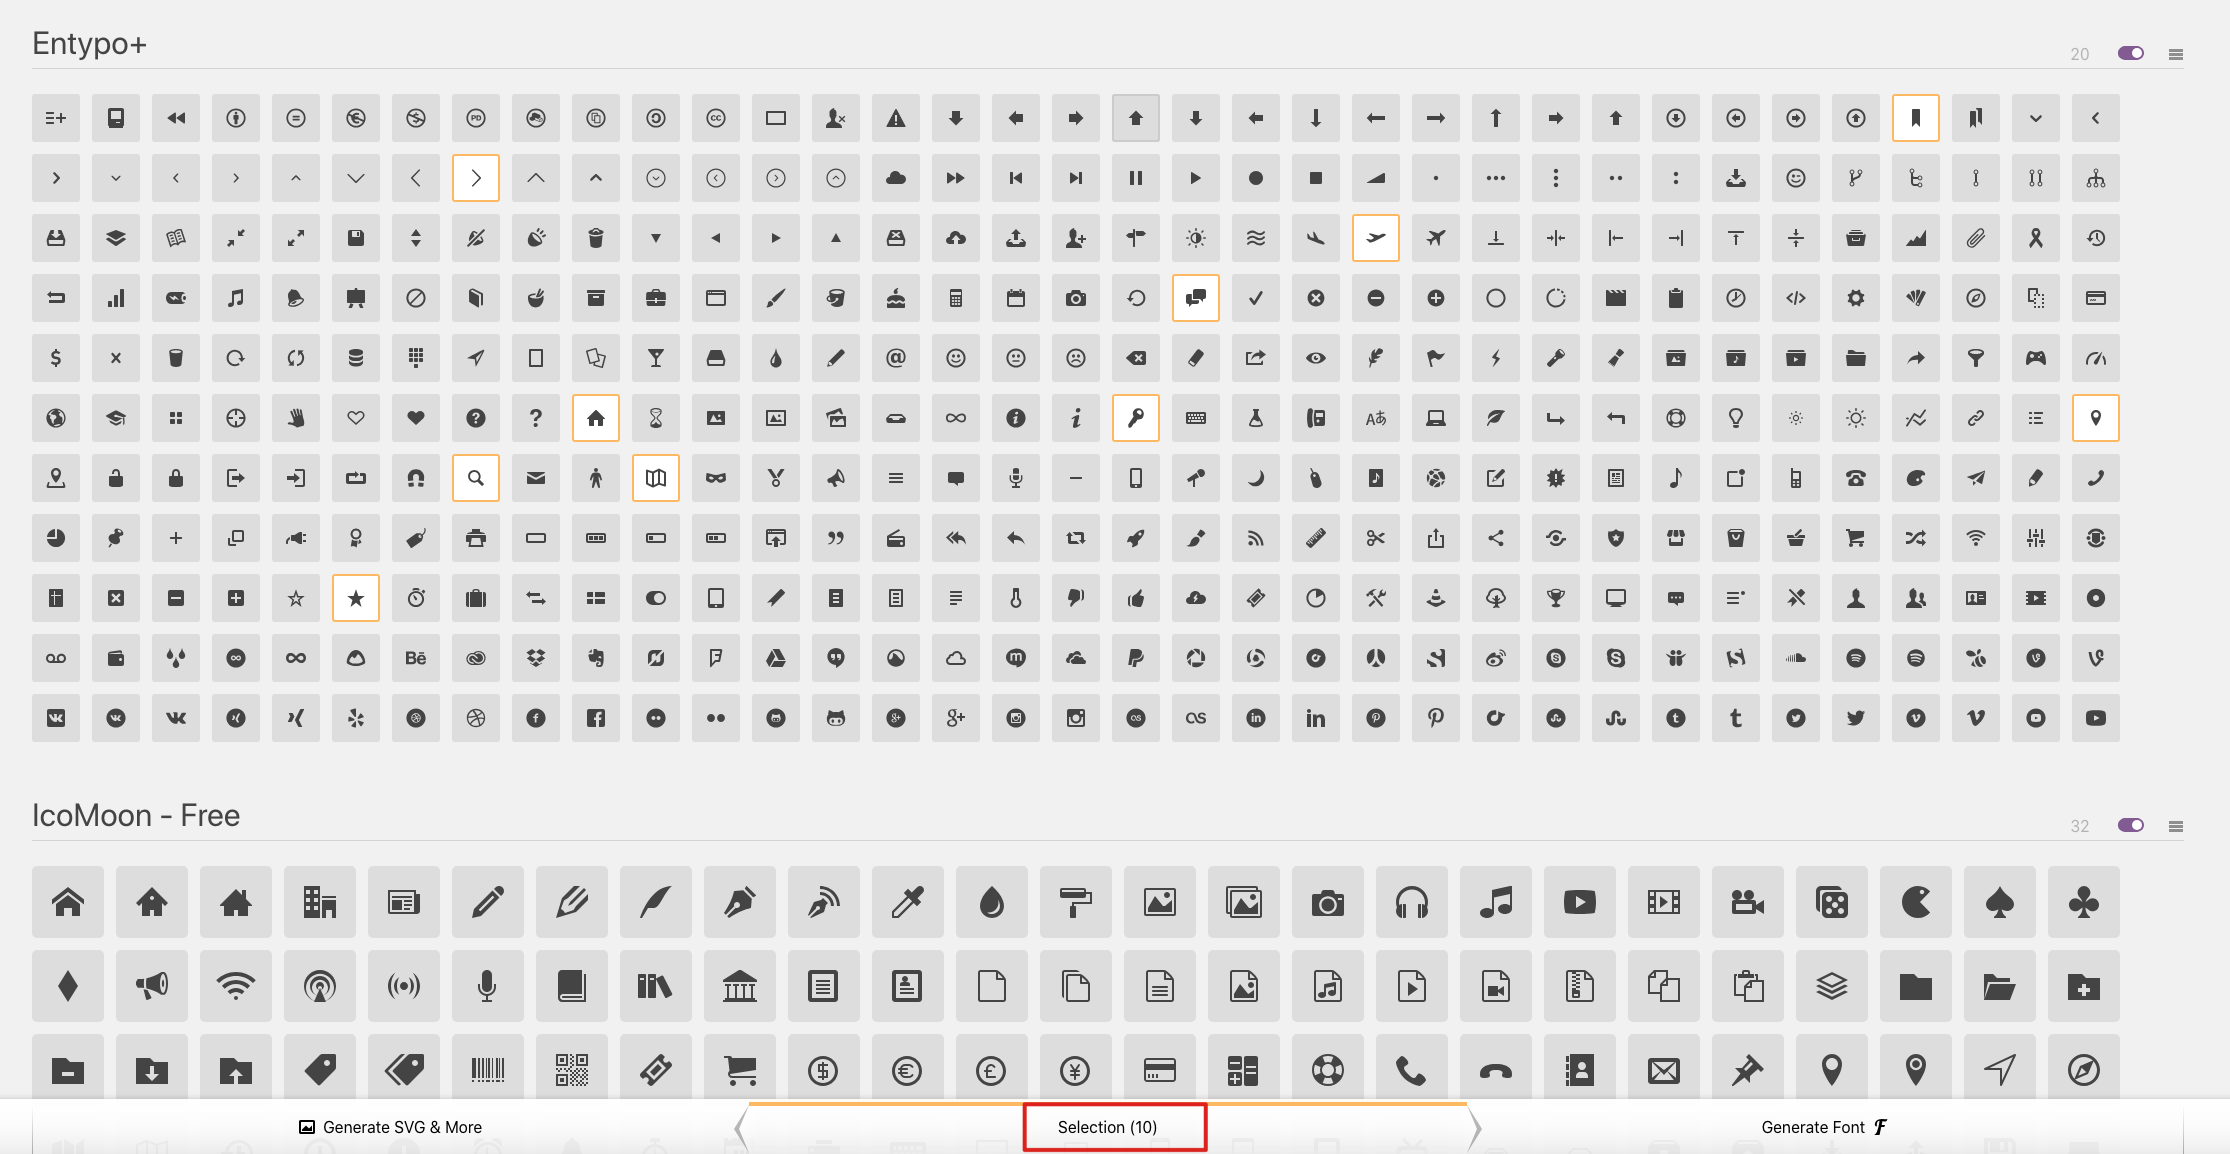 Entypo+
20
IcoMoon - Free
32
Generate SVG & More
Selection (10)
Generate Font